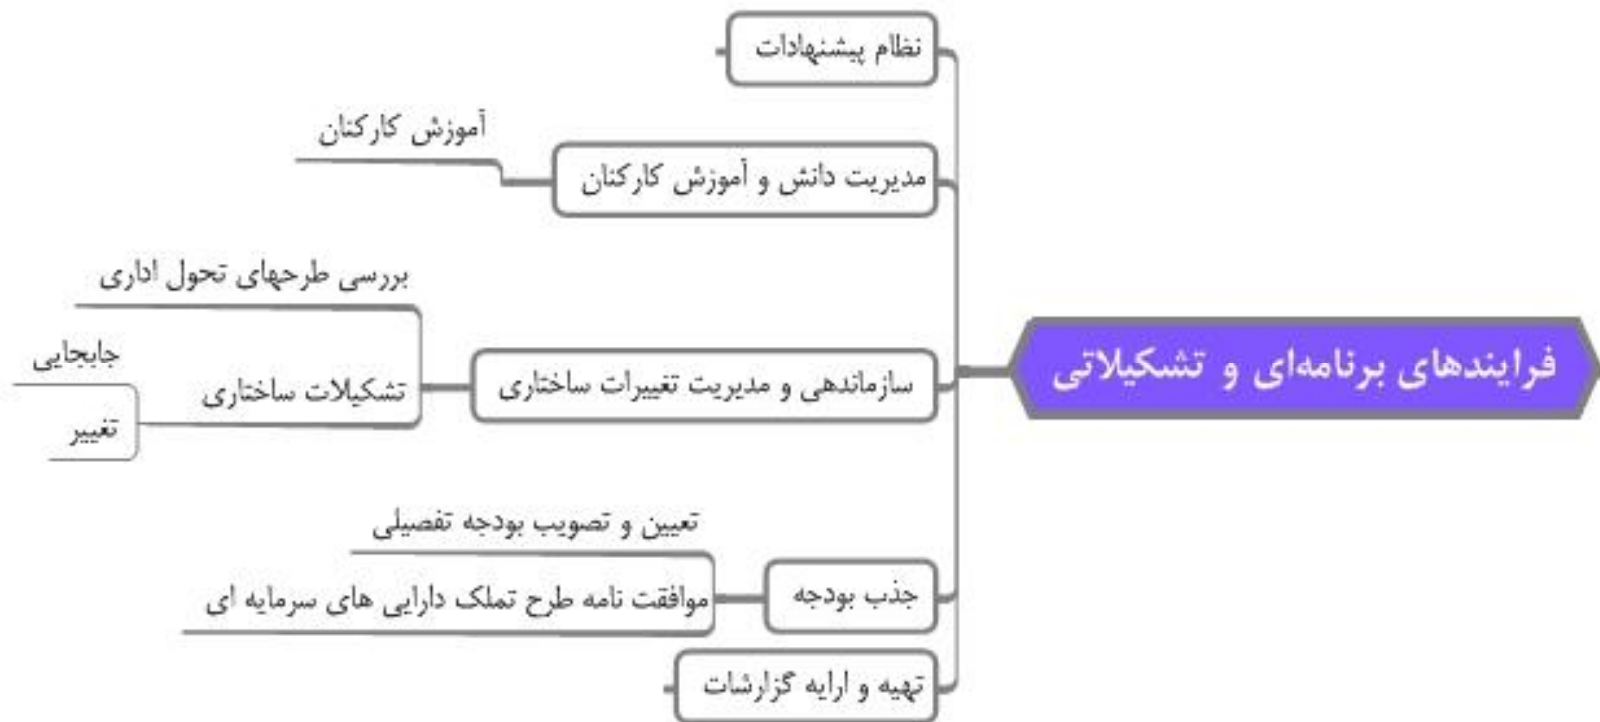 فرایندهای برنامه‌ای و تشکیلاتی
نظام پیشنهادات
مدیریت دانش و آموزش کارکنان
آموزش کارکنان
سازماندهی و مدیریت تغییرات ساختاری
بررسی طرحهای تحول اداری
تشکیلات ساختاری
جابجایی
تغییر
جذب بودجه
تعیین و تصویب بودجه تفصیلی
موافقت نامه طرح تملک دارایی های سرمایه ای
تهیه و ارایه گزارشات